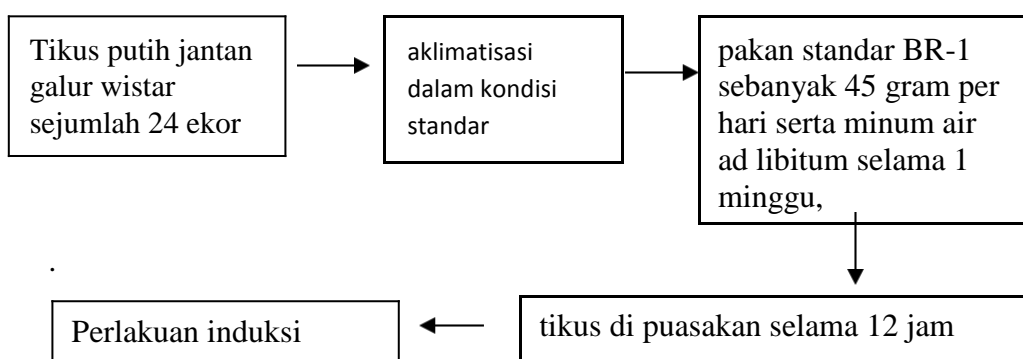 Tikus putih jantan
galur wistar
sejumlah 24 ekor
aklimatisasi
dalam kondisi
standar
pakan standar BR-1
sebanyak 45 gram per
hari serta minum air
ad libitum selama 1
minggu,
.
tikus di puasakan selama 12 jam
Perlakuan induksi